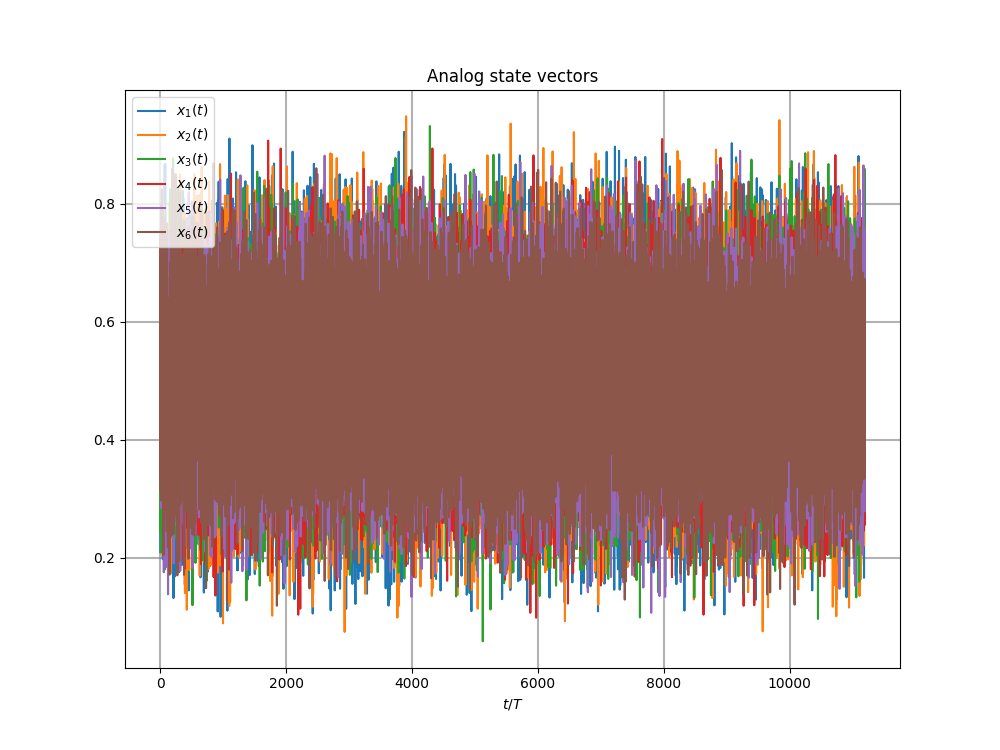 Analog state vectors
x₁(t)
x₂(t)
x₃(t)
x₄(t)
x₅(t)
x₆(t)
0.8
0.6
0.4
0.2
0 2000 4000 6000 8000 10000
t/T